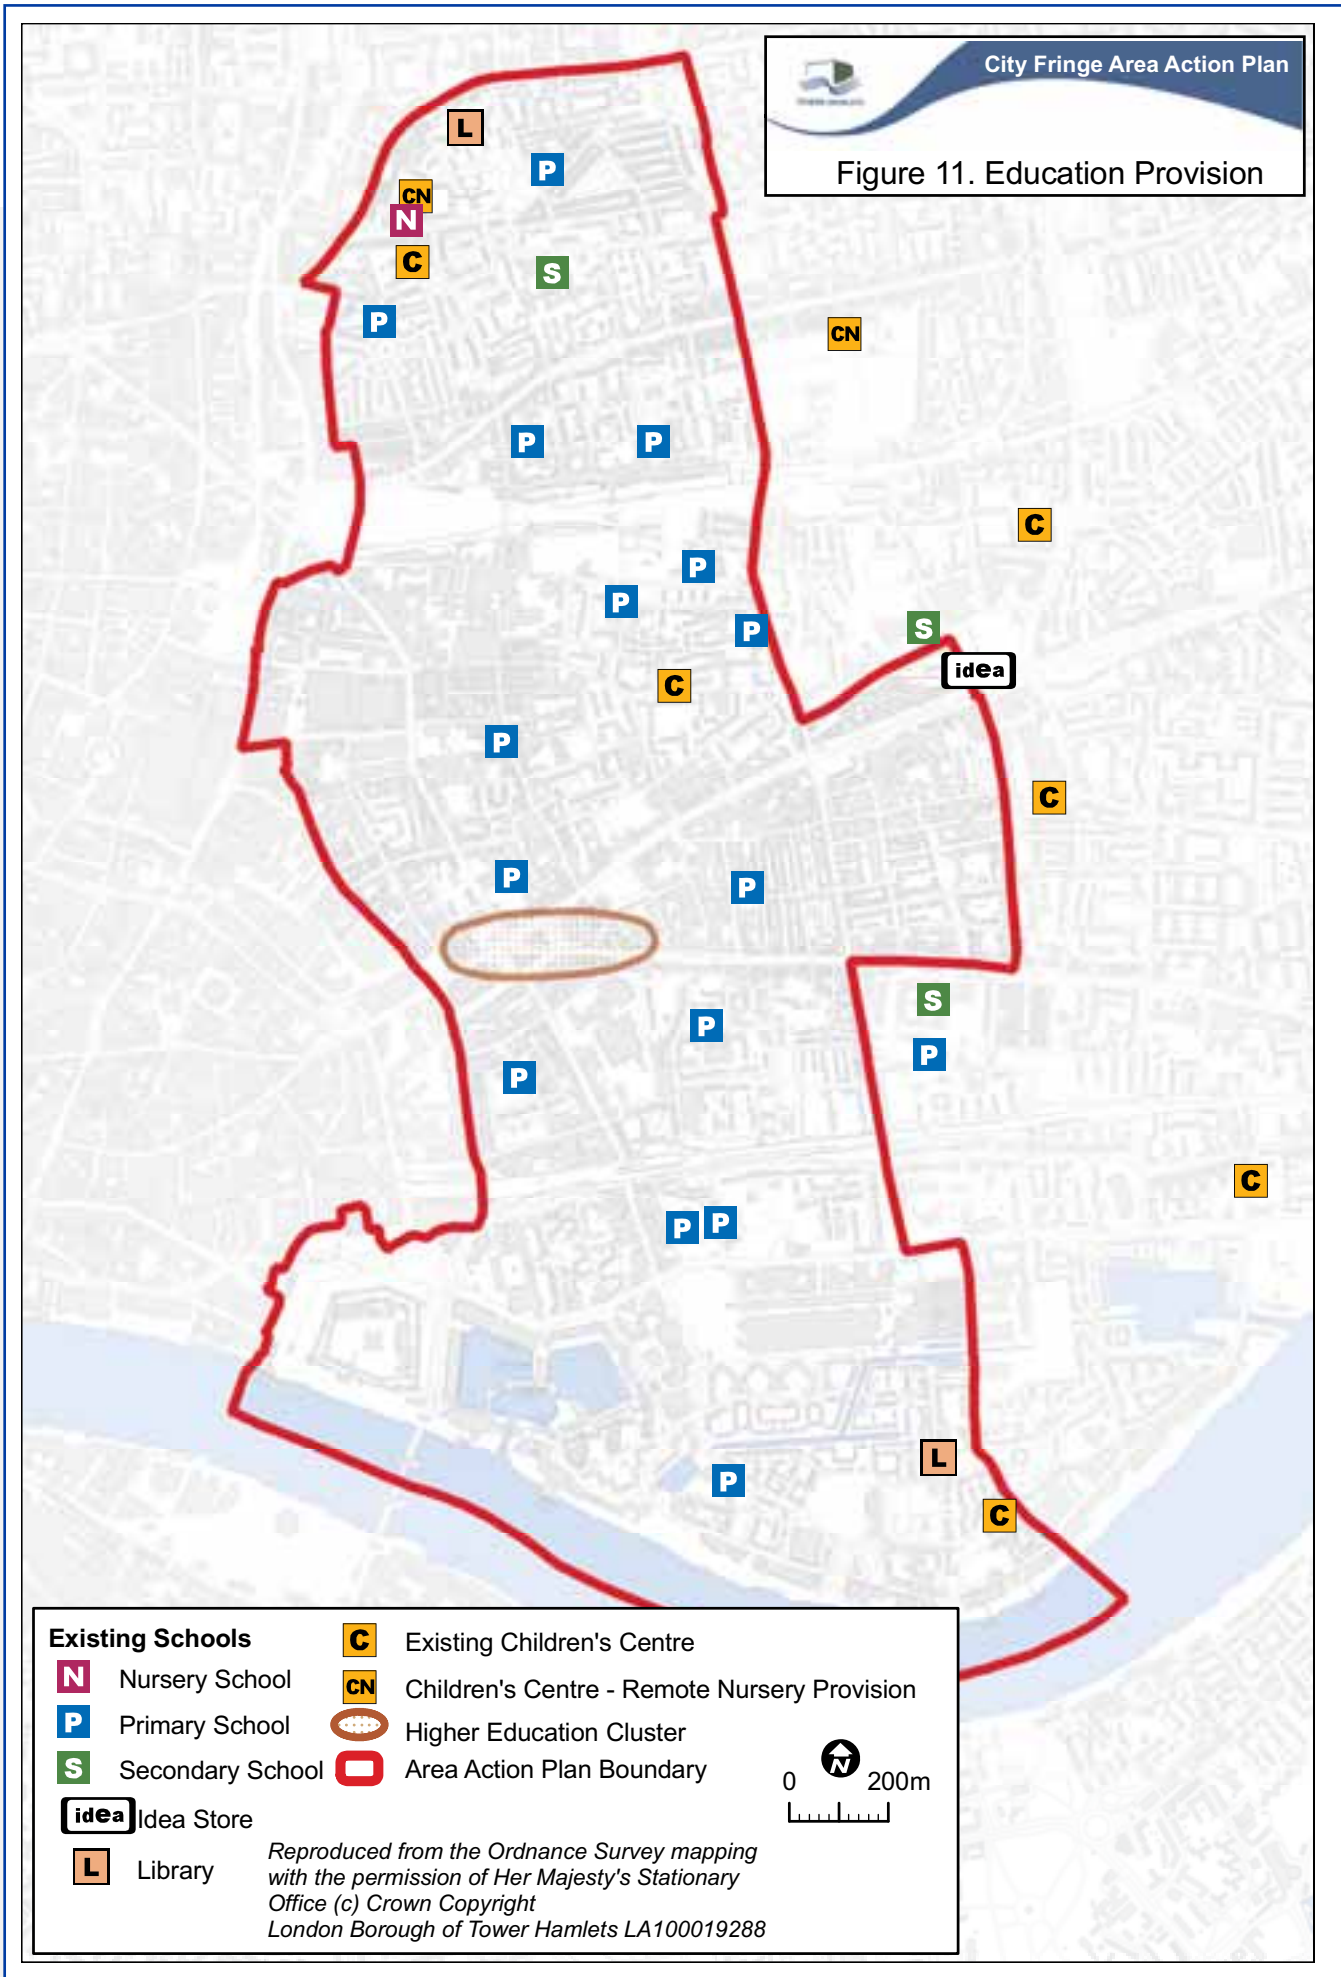 City Fringe Area Action Plan
Figure 11. Education Provision
L
P
CN
N
C
S
P
CN
P
P
C
P
P
P
S
idea
C
P
C
P
P
S
P
P
P
C
P
P
L
P
C
Existing Schools
N Nursery School
P Primary School
S Secondary School
idea Idea Store
L Library
C Existing Children's Centre
CN Children's Centre - Remote Nursery Provision
Higher Education Cluster
Area Action Plan Boundary
N
0 200m
Reproduced from the Ordnance Survey mapping
with the permission of Her Majesty's Stationary
Office (c) Crown Copyright
London Borough of Tower Hamlets LA100019288